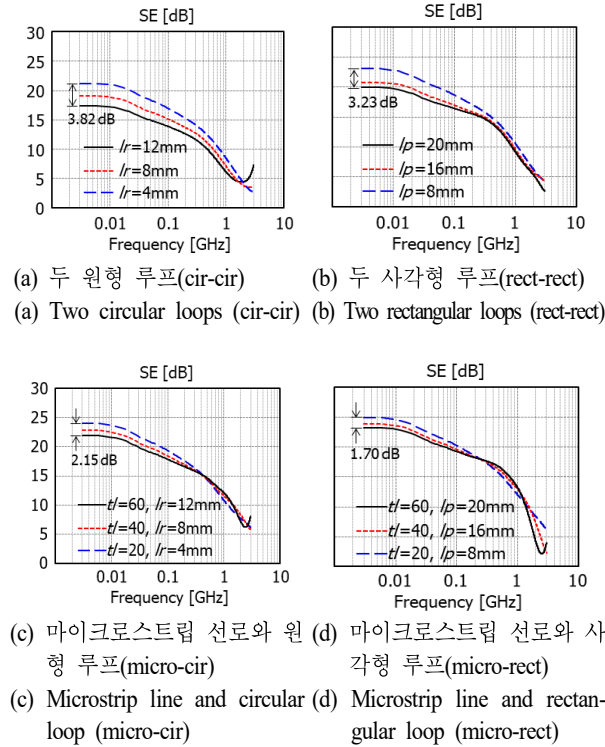 SE [dB]
30
25
20
15
10
5
0
3.82 dB
lr=12mm
lr=8mm
lr=4mm
0.01 0.1 1 10
Frequency [GHz]
SE [dB]
3.23 dB
lp=20mm
lp=16mm
lp=8mm
0.01 0.1 1 10
Frequency [GHz]
(a) 두 원형 루프(cir-cir)
(a) Two circular loops (cir-cir)
(b) 두 사각형 루프(rect-rect)
(b) Two rectangular loops (rect-rect)
SE [dB]
30
25
20
15
10
5
0
2.15 dB
tl=60, lr=12mm
tl=40, lr=8mm
tl=20, lr=4mm
0.01 0.1 1 10
Frequency [GHz]
SE [dB]
1.70 dB
tl=60, lp=20mm
tl=40, lp=16mm
tl=20, lp=8mm
0.01 0.1 1 10
Frequency [GHz]
(c) 마이크로스트립 선로와 원
형 루프(micro-cir)
(c) Microstrip line and circular
loop (micro-cir)
(d) 마이크로스트립 선로와 사
각형 루프(micro-rect)
(d) Microstrip line and rectan-
gular loop (micro-rect)